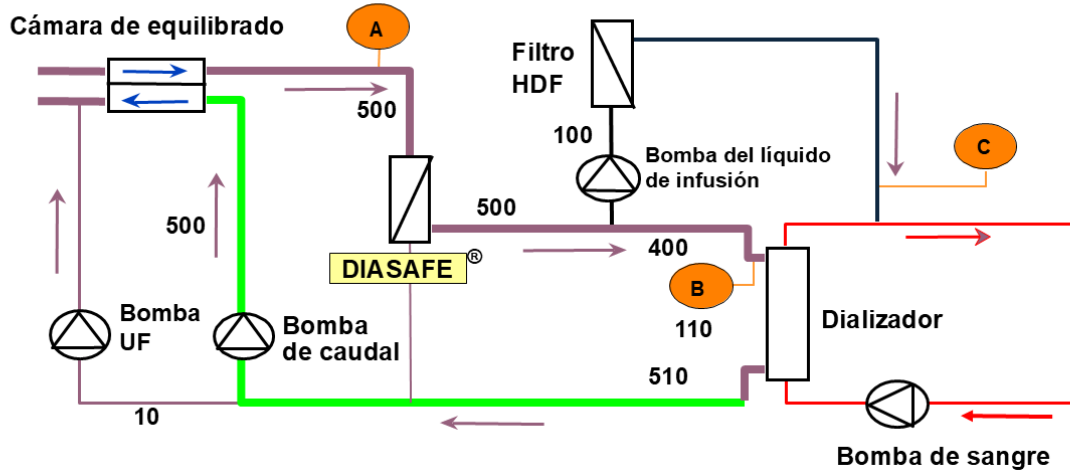 Cámara de equilibrado
A
Filtro
HDF
500
100
Bomba del líquido
de infusión
C
500
500
400
DIASAFE®
B
Bomba
UF
Bomba
de caudal
110
Dializador
510
10
Bomba de sangre